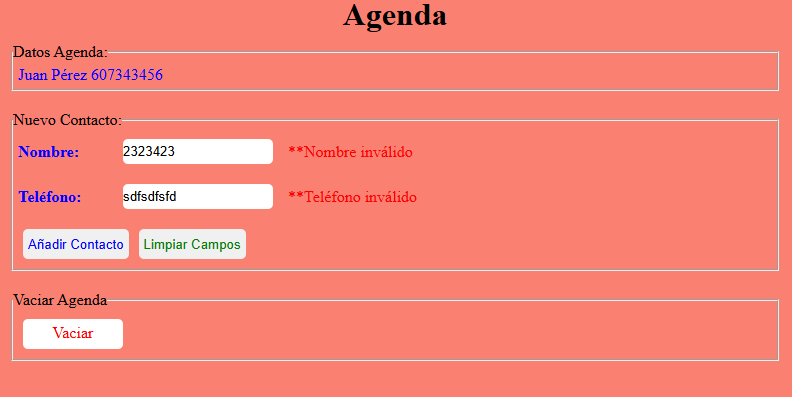 Agenda
Datos Agenda:
Juan Pérez 607343456
Nuevo Contacto:
Nombre: 2323423 **Nombre inválido
Teléfono: sdfsdfsfd **Teléfono inválido
Añadir Contacto Limpiar Campos
Vaciar Agenda
Vaciar